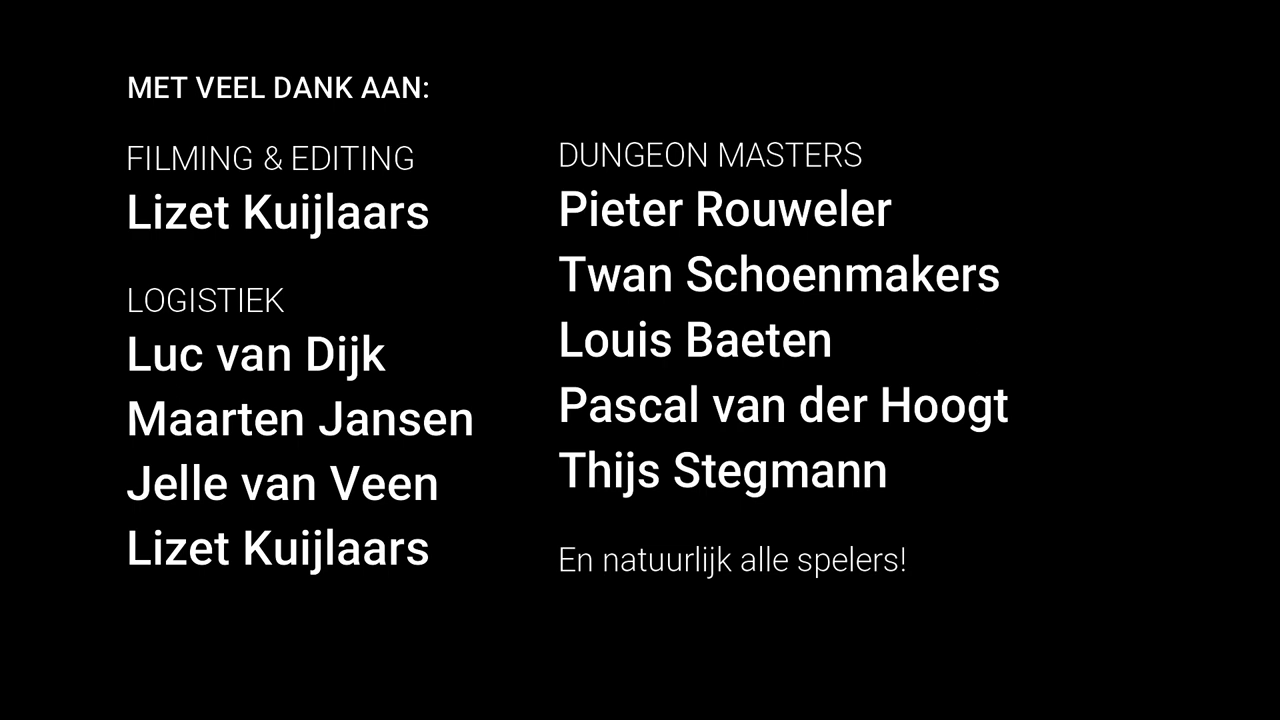 MET VEEL DANK AAN:
FILMING & EDITING
Lizet Kuijlaars
LOGISTIEK
Luc van Dijk
Maarten Jansen
Jelle van Veen
Lizet Kuijlaars
DUNGEON MASTERS
Pieter Rouweler
Twan Schoenmakers
Louis Baeten
Pascal van der Hoogt
Thijs Stegmann
En natuurlijk alle spelers!